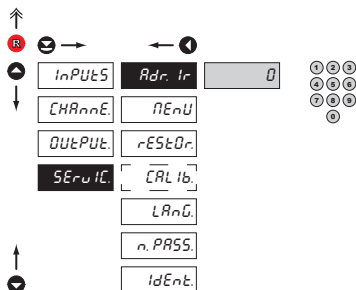 R
InPUtS Adr. Ir 0 1 2 3
CHAnnE. MEnU 4 5 6
OUtPUt. rEStOr. 7 8 9
0
SErvIC. CALIb.
LAnG.
n. PASS.
IdEnt.